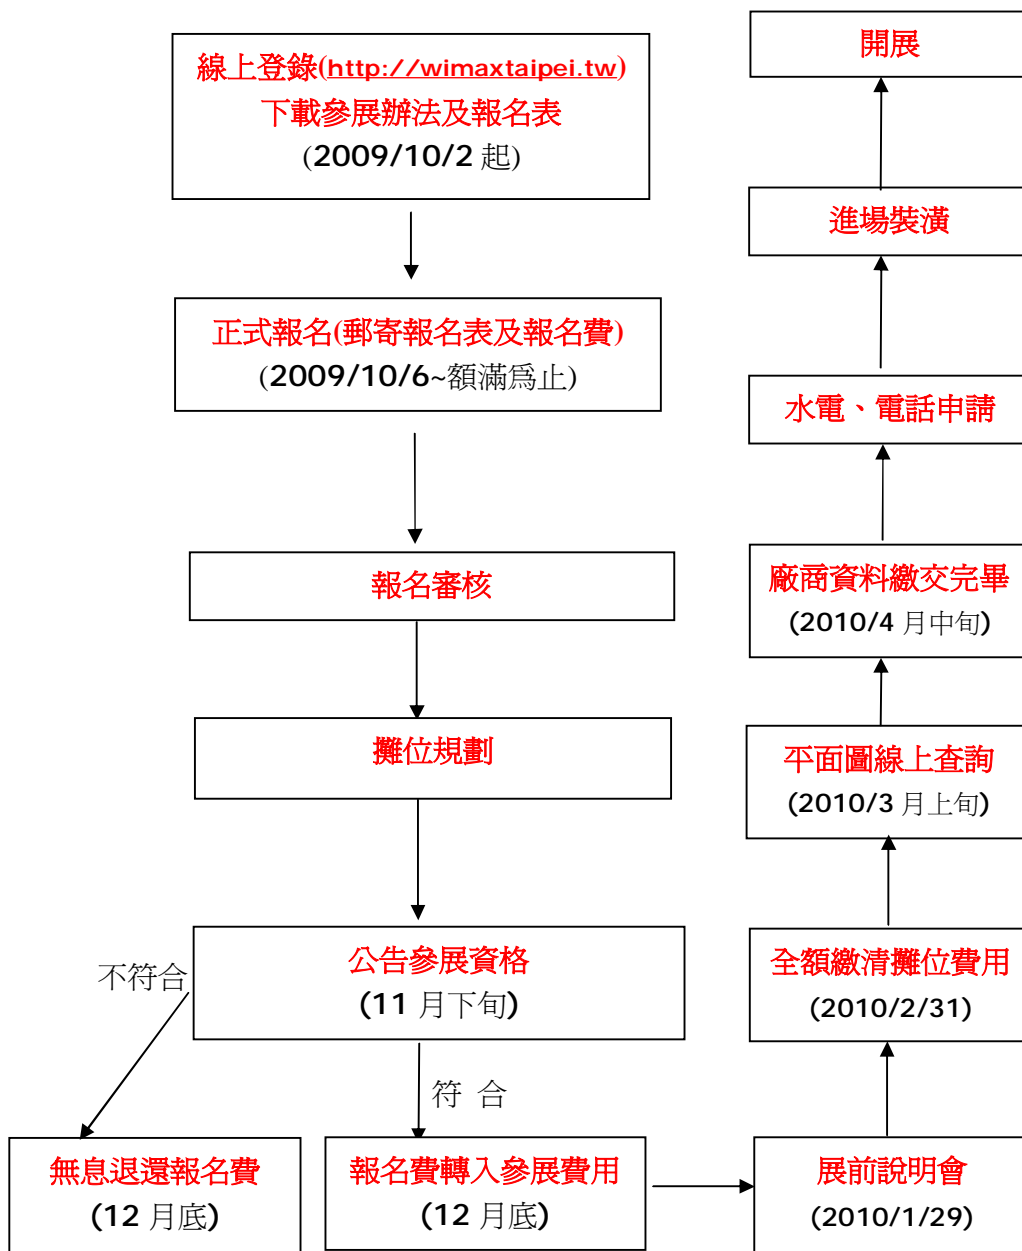 線上登錄(http://wimaxtaipei.tw)
下載參展辦法及報名表
(2009/10/2 起)
正式報名(郵寄報名表及報名費)
(2009/10/6~額滿爲止)
報名審核
攤位規劃
公告參展資格
(11 月下旬)
不符合
符 合
無息退還報名費
(12 月底)
報名費轉入參展費用
(12 月底)
展前說明會
(2010/1/29)
全額繳清攤位費用
(2010/2/31)
平面圖線上查詢
(2010/3 月上旬)
廠商資料繳交完畢
(2010/4 月中旬)
水電、電話申請
進場裝潢
開展